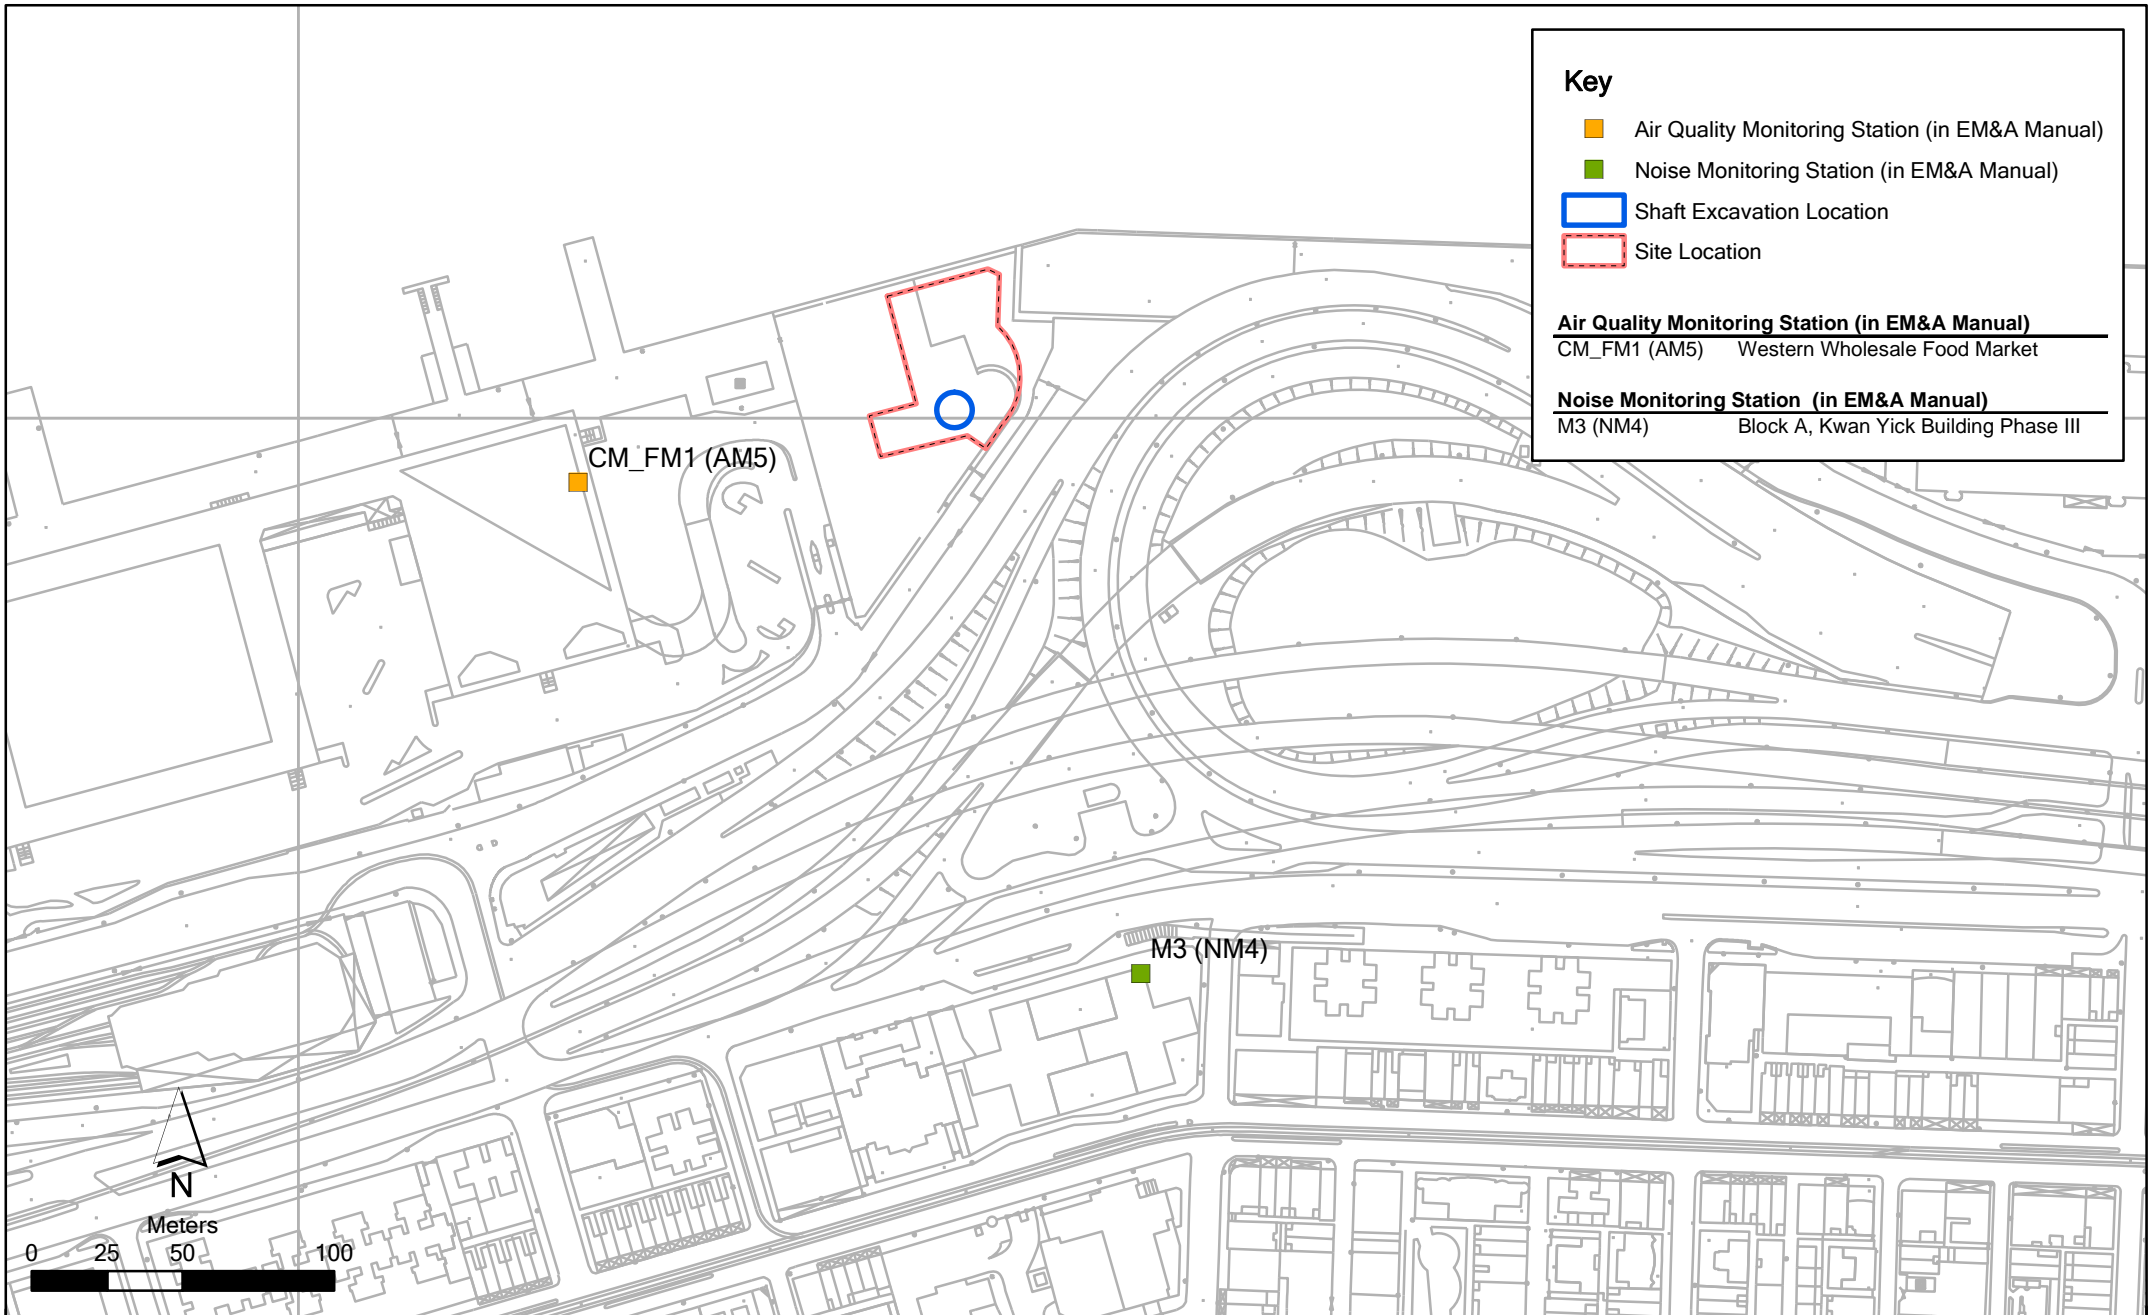 Key
Air Quality Monitoring Station (in EM&A Manual)
Noise Monitoring Station (in EM&A Manual)
Shaft Excavation Location
Site Location
Air Quality Monitoring Station (in EM&A Manual)
CM_FM1 (AM5) Western Wholesale Food Market
Noise Monitoring Station (in EM&A Manual)
M3 (NM4) Block A, Kwan Yick Building Phase III
CM_FM1 (AM5)
M3 (NM4)
N
Meters
0 25 50 100